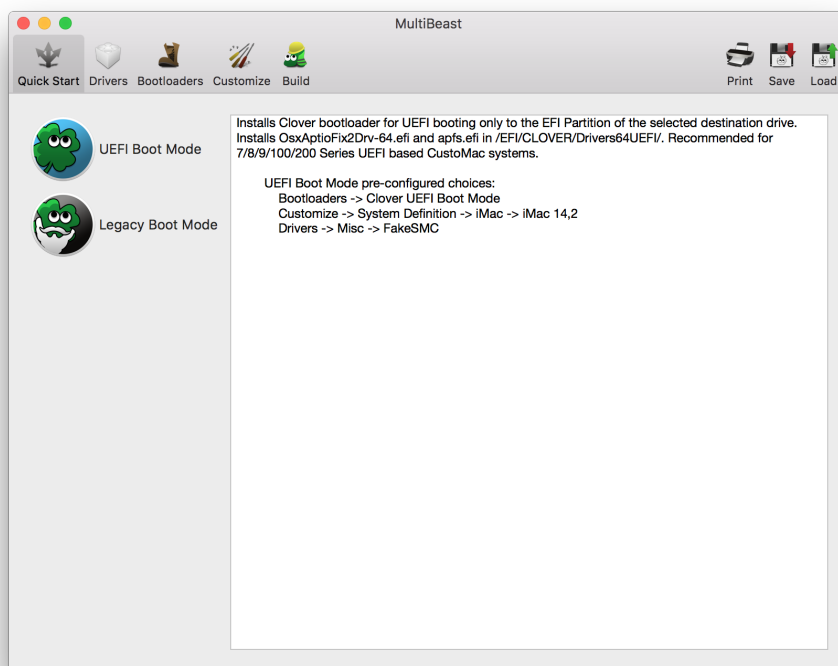 MultiBeast
Quick Start Drivers Bootloaders Customize Build Print Save Load
UEFI Boot Mode
Legacy Boot Mode
Installs Clover bootloader for UEFI booting only to the EFI Partition of the selected destination drive.
Installs OsxAptioFix2Drv-64.efi and apfs.efi in /EFI/CLOVER/Drivers64UEFI/. Recommended for
7/8/9/100/200 Series UEFI based CustoMac systems.
UEFI Boot Mode pre-configured choices:
Bootloaders -> Clover UEFI Boot Mode
Customize -> System Definition -> iMac -> iMac 14,2
Drivers -> Misc -> FakeSMC